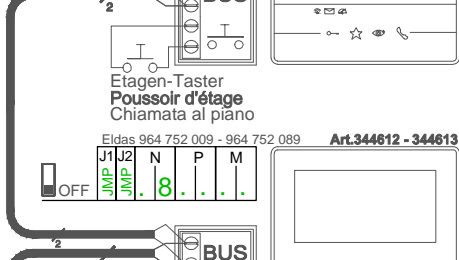 BUS
2
Etagen-Taster
Poussoir d'étage
Chiamata al piano
Eldas 964 752 009 - 964 752 089
Art.344612 - 344613
J1 J2 N P M
JMP JMP . 8 . . . .
OFF
2
BUS